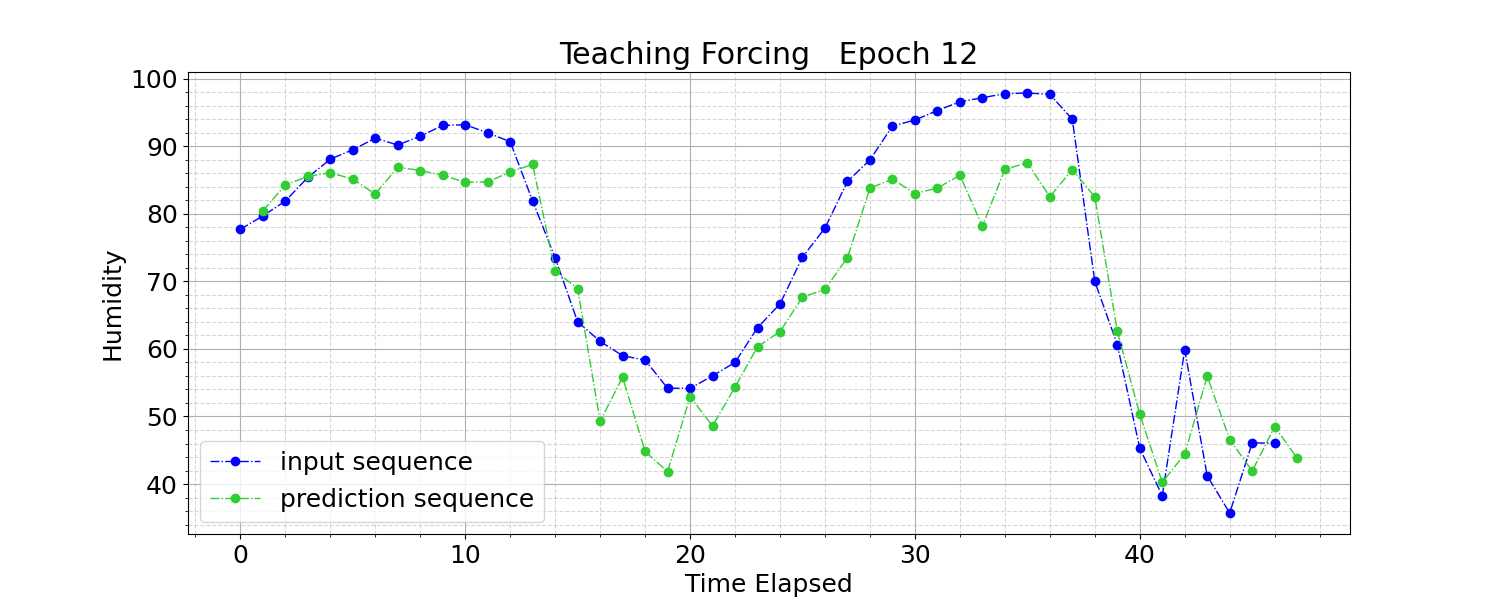 Teaching Forcing   Epoch 12
100
90
80
70
60
50
40
Humidity
input sequence
prediction sequence
0 10 20 30 40
Time Elapsed